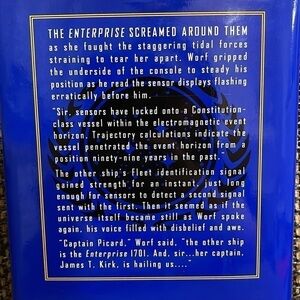 THE ENTERPRISE SCREAMED AROUND THEM
as she fought the staggering tidal forces
straining to tear her apart. Worf gripped
the underside of the console to steady his
position as he read the sensor displays flashing
erratically before him.
"Sir, sensors have locked onto a Constitution-
class vessel within the electromagnetic event
horizon. Trajectory calculations indicate the
vessel penetrated the event horizon from a
position ninety-nine years in the past."
The other ship's Fleet identification signal
gained strength for an instant, just long
enough for sensors to detect a second signal
sent with the first. Then it seemed as if the
universe itself became still as Worf spoke
again, his voice filled with disbelief and awe.
"Captain Picard," Worf said, "the other ship
is the Enterprise 1701. And, sir...her captain,
James T. Kirk, is hailing us...."